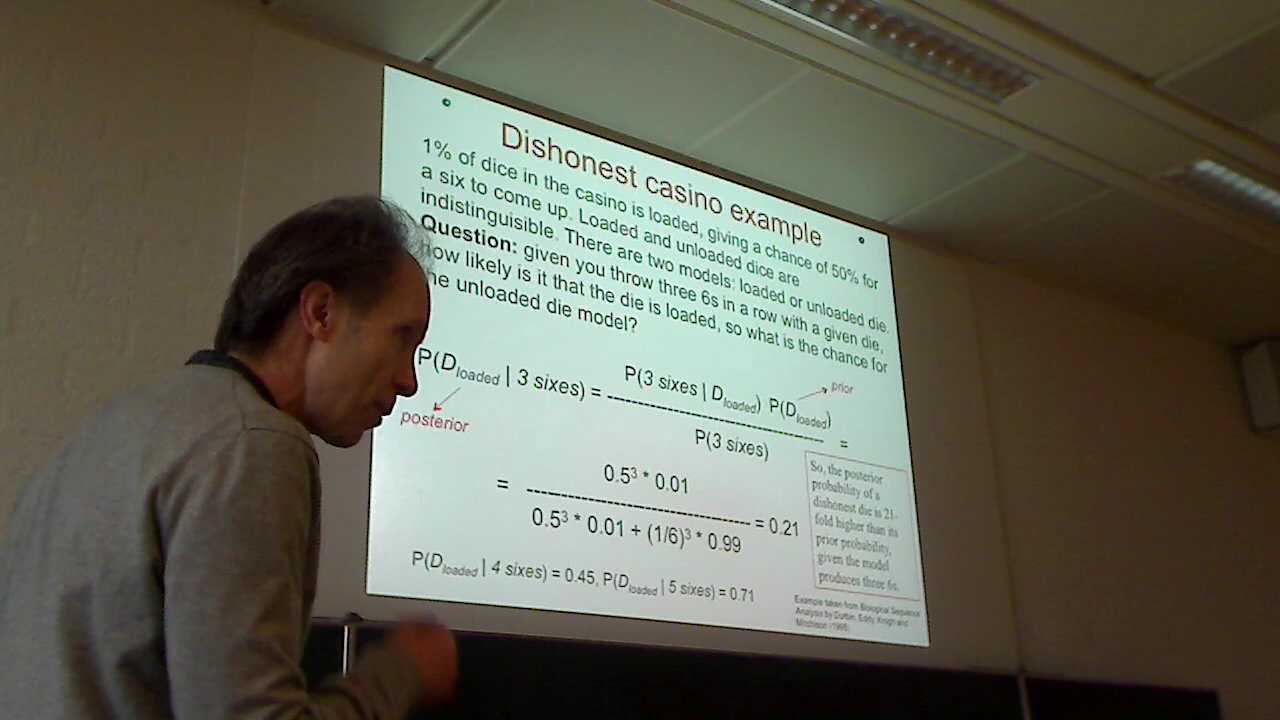 Dishonest casino example
1% of dice in the casino is loaded, giving a chance of 50% for
a six to come up. Loaded and unloaded dice are
indistinguisible. There are two models: loaded or unloaded die.
Question: given you throw three 6s in a row with a given die,
how likely is it that the die is loaded, so what is the chance for
he unloaded die model?
P(Dloaded | 3 sixes) = P(3 sixes | Dloaded) P(Dloaded) =
prior
posterior
P(3 sixes)
0.5³ * 0.01
= ------------------------------ = 0.21
0.5³ * 0.01 + (1/6)³ * 0.99
So, the posterior
probability of a
dishonest die is 21-
fold higher than its
prior probability,
given the model
produces three 6s.
P(Dloaded | 4 sixes) = 0.45, P(Dloaded | 5 sixes) = 0.71
Example taken from Biological Sequence
Analysis by Durbin, Eddy, Krogh and
Mitchison (1998)